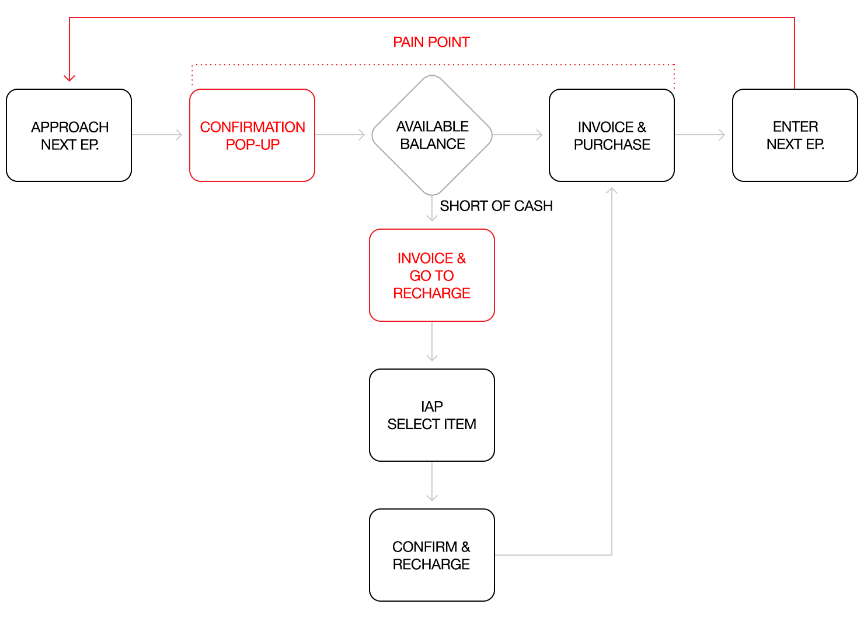 PAIN POINT
APPROACH
NEXT EP.
CONFIRMATION
POP-UP
AVAILABLE
BALANCE
INVOICE &
PURCHASE
ENTER
NEXT EP.
SHORT OF CASH
INVOICE &
GO TO
RECHARGE
IAP
SELECT ITEM
CONFIRM &
RECHARGE